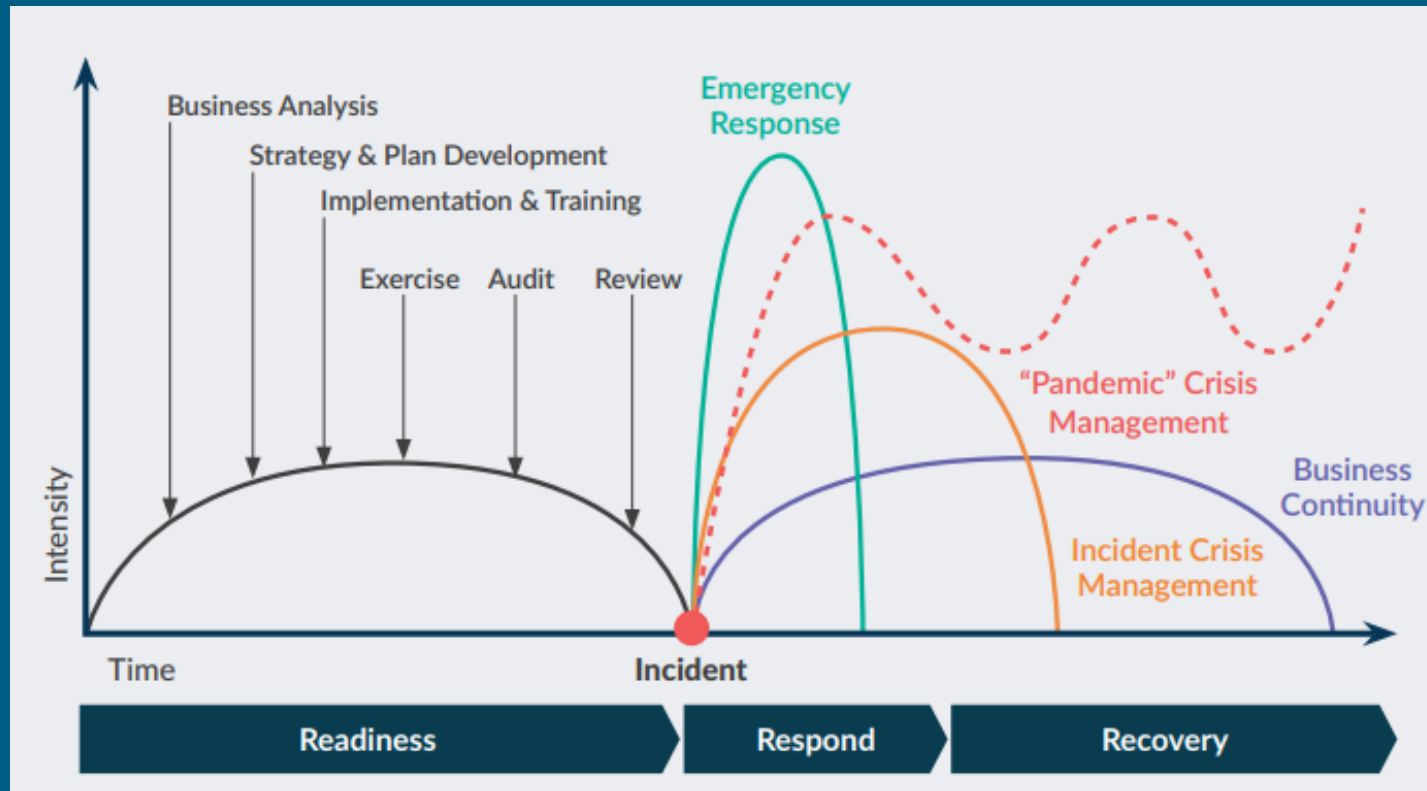 Business Analysis
Strategy & Plan Development
Implementation & Training
Exercise
Audit
Review
Emergency
Response
“Pandemic” Crisis
Management
Business
Continuity
Incident Crisis
Management
Intensity
Time
Incident
Readiness
Respond
Recovery